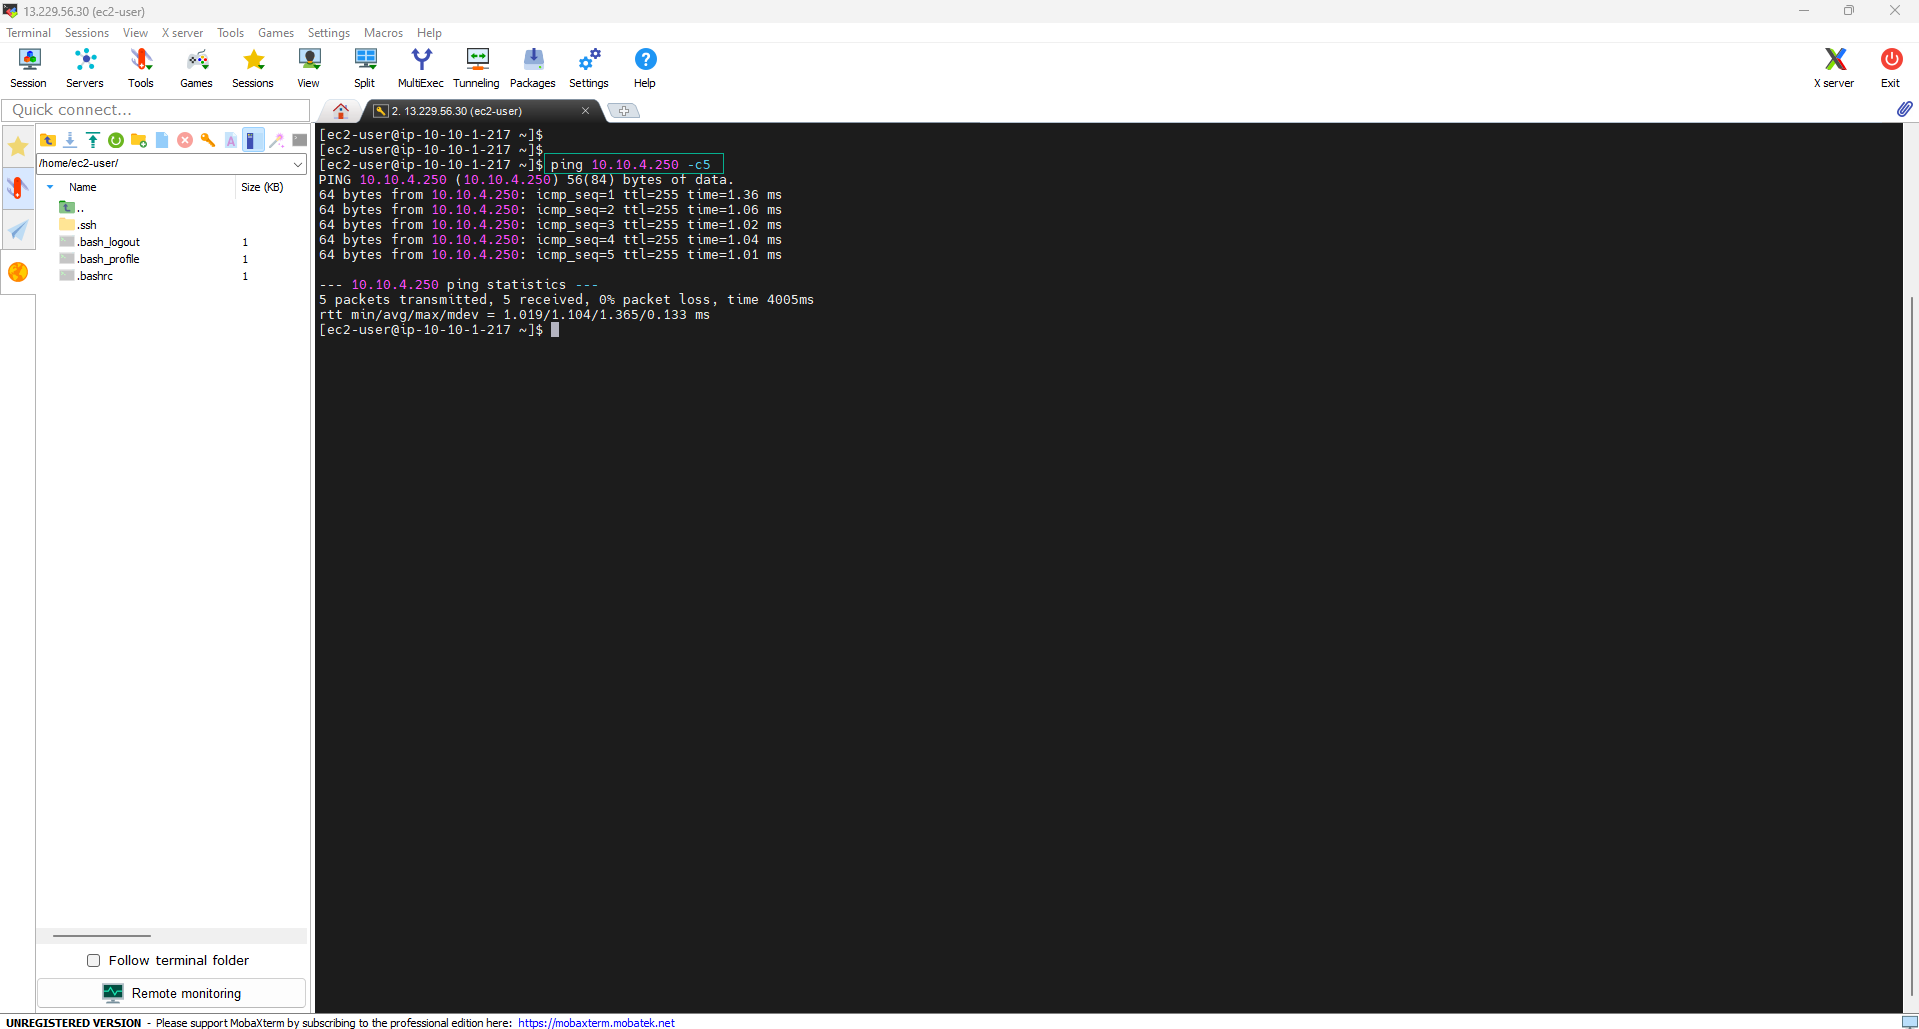 13.229.56.30 (ec2-user)
Terminal Sessions View X server Tools Games Settings Macros Help
Session Servers Tools Games Sessions View Split MultiExec Tunneling Packages Settings Help X server Exit
Quick connect...
2. 13.229.56.30 (ec2-user)
/home/ec2-user/
Name Size (KB)
..
.ssh
.bash_logout 1
.bash_profile 1
.bashrc 1
Follow terminal folder
Remote monitoring
[ec2-user@ip-10-10-1-217 ~]$
[ec2-user@ip-10-10-1-217 ~]$
[ec2-user@ip-10-10-1-217 ~]$ ping 10.10.4.250 -c5
PING 10.10.4.250 (10.10.4.250) 56(84) bytes of data.
64 bytes from 10.10.4.250: icmp_seq=1 ttl=255 time=1.36 ms
64 bytes from 10.10.4.250: icmp_seq=2 ttl=255 time=1.06 ms
64 bytes from 10.10.4.250: icmp_seq=3 ttl=255 time=1.02 ms
64 bytes from 10.10.4.250: icmp_seq=4 ttl=255 time=1.04 ms
64 bytes from 10.10.4.250: icmp_seq=5 ttl=255 time=1.01 ms
--- 10.10.4.250 ping statistics ---
5 packets transmitted, 5 received, 0% packet loss, time 4005ms
rtt min/avg/max/mdev = 1.019/1.104/1.365/0.133 ms
[ec2-user@ip-10-10-1-217 ~]$
UNREGISTERED VERSION - Please support MobaXterm by subscribing to the professional edition here: https://mobaxterm.mobatek.net